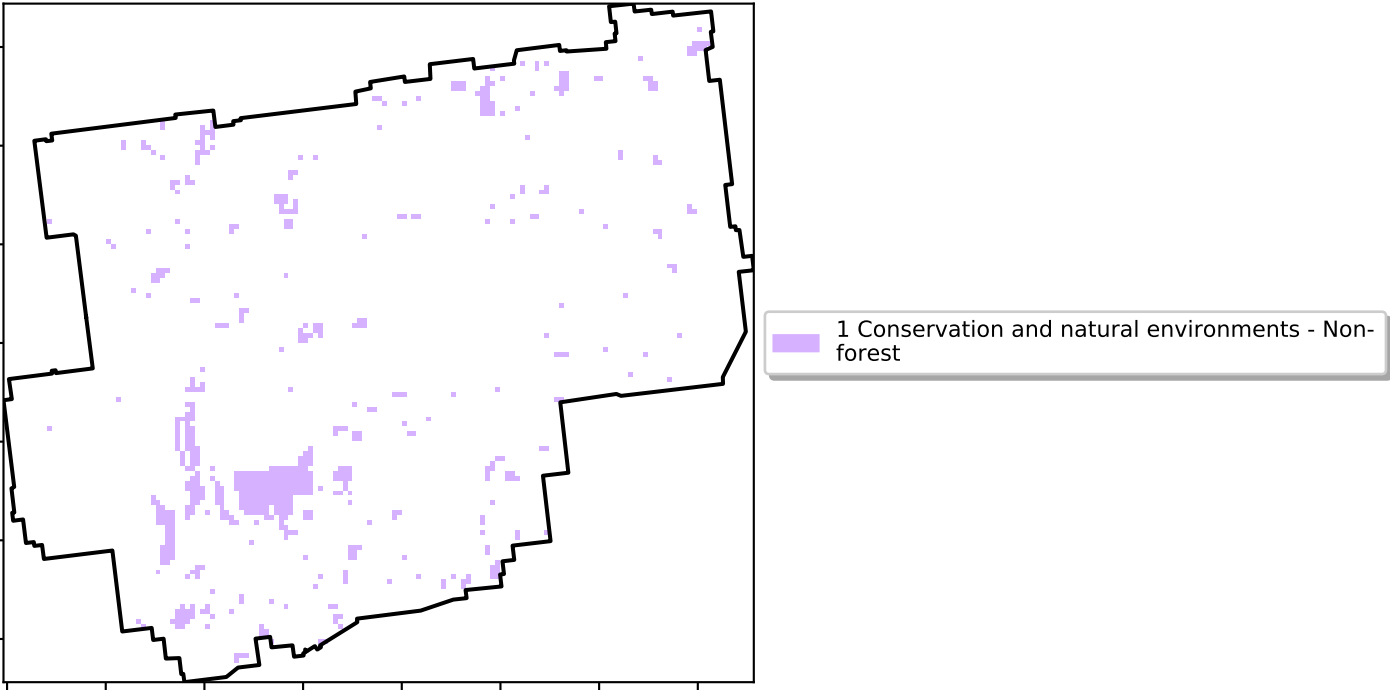 1 Conservation and natural environments - Non-
forest